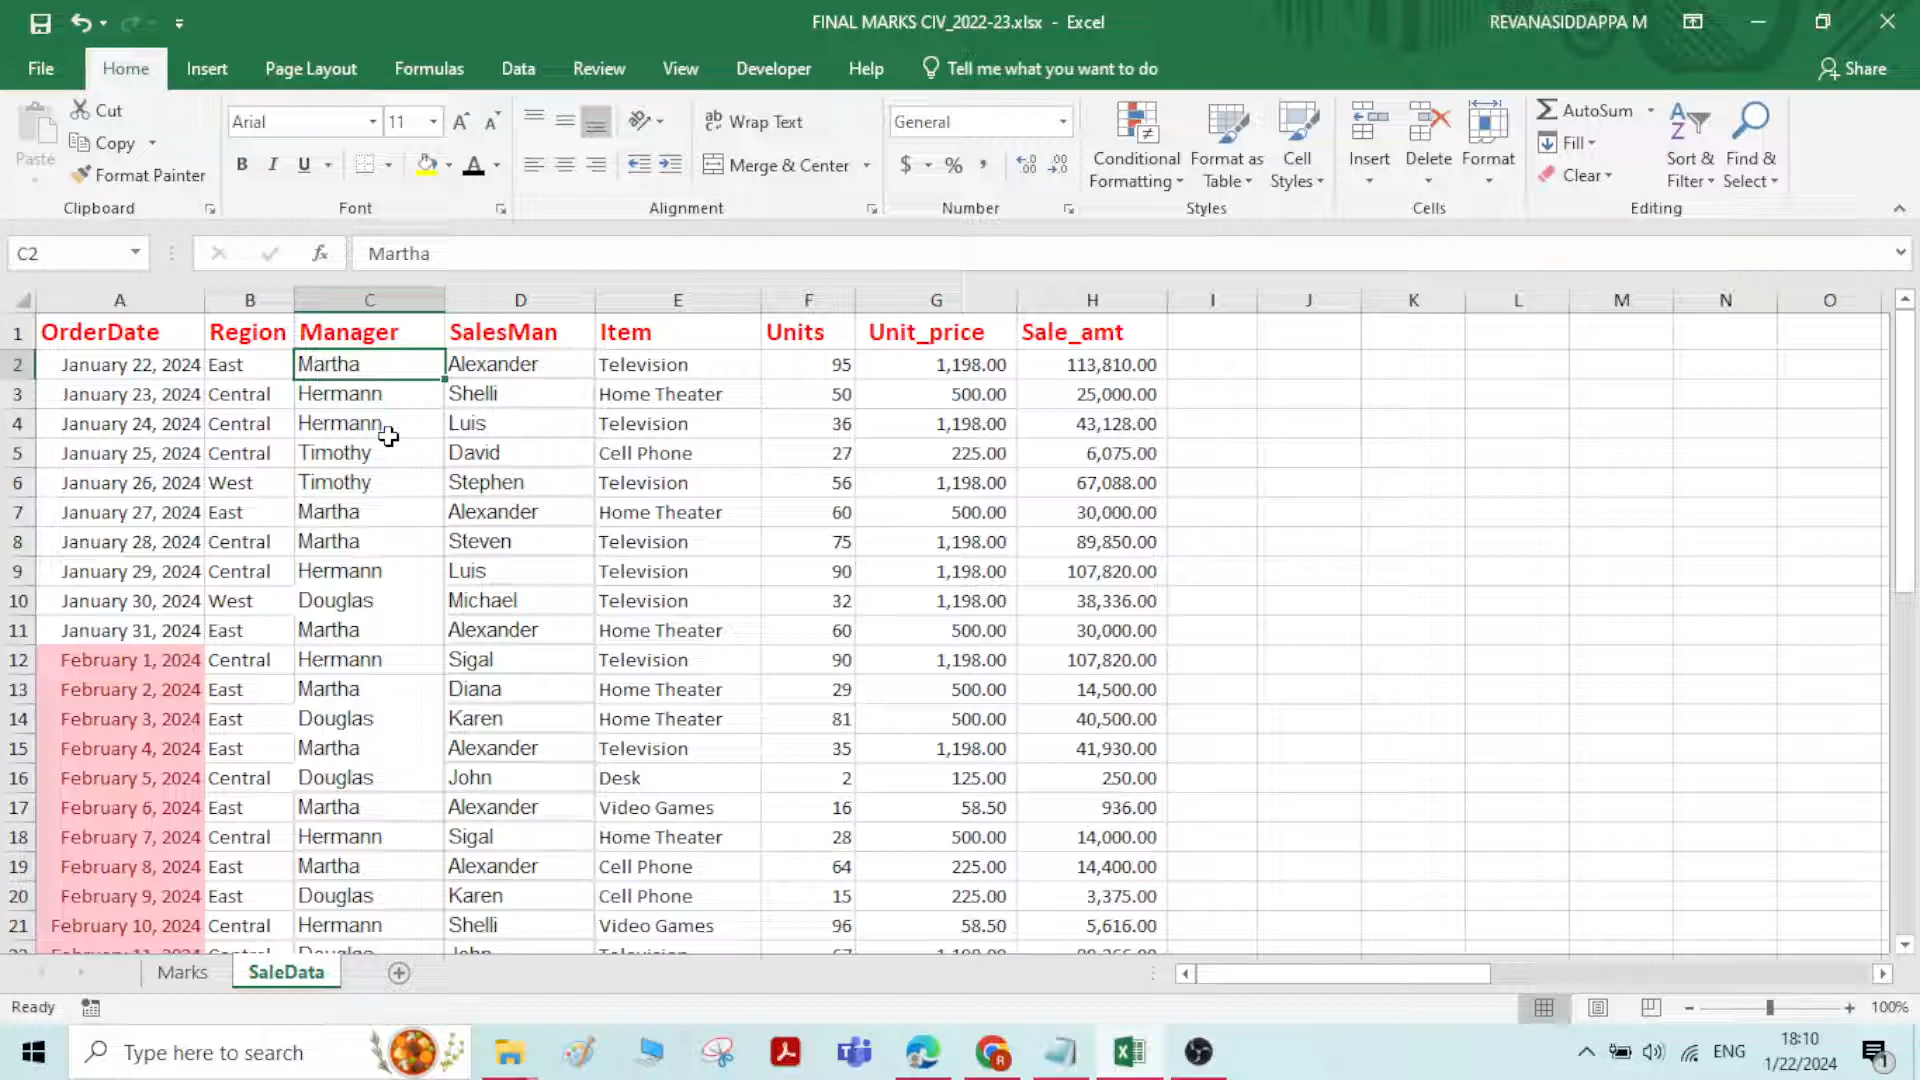 FINAL MARKS CIV_2022-23.xlsx - Excel
REVANASIDDAPPA M
File Home Insert Page Layout Formulas Data Review View Developer Help Tell me what you want to do Share
Paste
Cut
Copy
Format Painter
Clipboard
Arial 11
B I U
Font
Wrap Text
Merge & Center
Alignment
General
$ % ,
Number
Conditional Formatting
Format as Table
Cell Styles
Styles
Insert Delete Format
Cells
AutoSum
Fill
Clear
Sort & Filter
Find & Select
Editing
C2 fx Martha
A B C D E F G H I J K L M N O
1 OrderDate Region Manager SalesMan Item Units Unit_price Sale_amt
2 January 22, 2024 East Martha Alexander Television 95 1,198.00 113,810.00
3 January 23, 2024 Central Hermann Shelli Home Theater 50 500.00 25,000.00
4 January 24, 2024 Central Hermann Luis Television 36 1,198.00 43,128.00
5 January 25, 2024 Central Timothy David Cell Phone 27 225.00 6,075.00
6 January 26, 2024 West Timothy Stephen Television 56 1,198.00 67,088.00
7 January 27, 2024 East Martha Alexander Home Theater 60 500.00 30,000.00
8 January 28, 2024 Central Martha Steven Television 75 1,198.00 89,850.00
9 January 29, 2024 Central Hermann Luis Television 90 1,198.00 107,820.00
10 January 30, 2024 West Douglas Michael Television 32 1,198.00 38,336.00
11 January 31, 2024 East Martha Alexander Home Theater 60 500.00 30,000.00
12 February 1, 2024 Central Hermann Sigal Television 90 1,198.00 107,820.00
13 February 2, 2024 East Martha Diana Home Theater 29 500.00 14,500.00
14 February 3, 2024 East Douglas Karen Home Theater 81 500.00 40,500.00
15 February 4, 2024 East Martha Alexander Television 35 1,198.00 41,930.00
16 February 5, 2024 Central Douglas John Desk 2 125.00 250.00
17 February 6, 2024 East Martha Alexander Video Games 16 58.50 936.00
18 February 7, 2024 Central Hermann Sigal Home Theater 28 500.00 14,000.00
19 February 8, 2024 East Martha Alexander Cell Phone 64 225.00 14,400.00
20 February 9, 2024 East Douglas Karen Cell Phone 15 225.00 3,375.00
21 February 10, 2024 Central Hermann Shelli Video Games 96 58.50 5,616.00
Marks SaleData
Ready 100%
Type here to search
ENG
18:10
1/22/2024
1